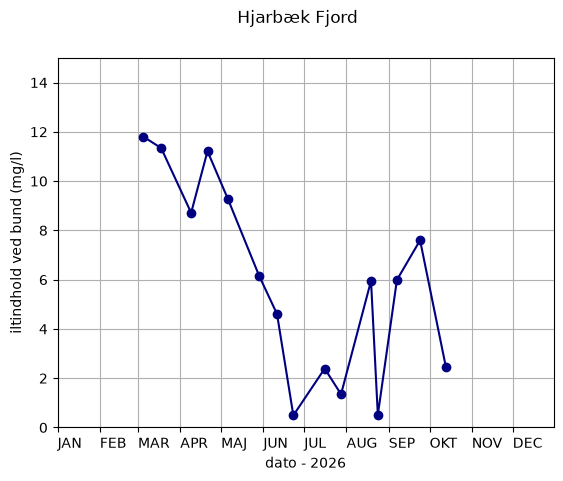 Hjarbæk Fjord
iltindhold ved bund (mg/l)
14
12
10
8
6
4
2
0
JAN FEB MAR APR MAJ JUN JUL AUG SEP OKT NOV DEC
dato - 2026